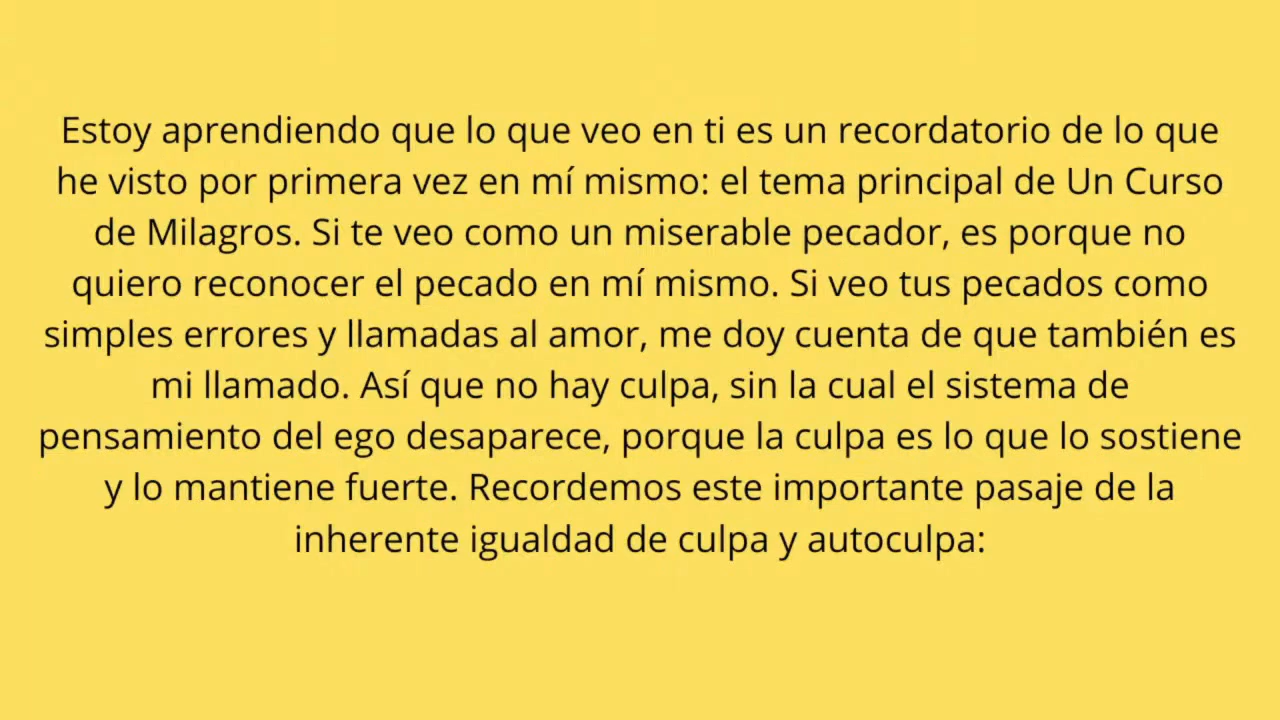 Estoy aprendiendo que lo que veo en ti es un recordatorio de lo que
he visto por primera vez en mí mismo: el tema principal de Un Curso
de Milagros. Si te veo como un miserable pecador, es porque no
quiero reconocer el pecado en mí mismo. Si veo tus pecados como
simples errores y llamadas al amor, me doy cuenta de que también es
mi llamado. Así que no hay culpa, sin la cual el sistema de
pensamiento del ego desaparece, porque la culpa es lo que lo sostiene
y lo mantiene fuerte. Recordemos este importante pasaje de la
inherente igualdad de culpa y autoculpa: